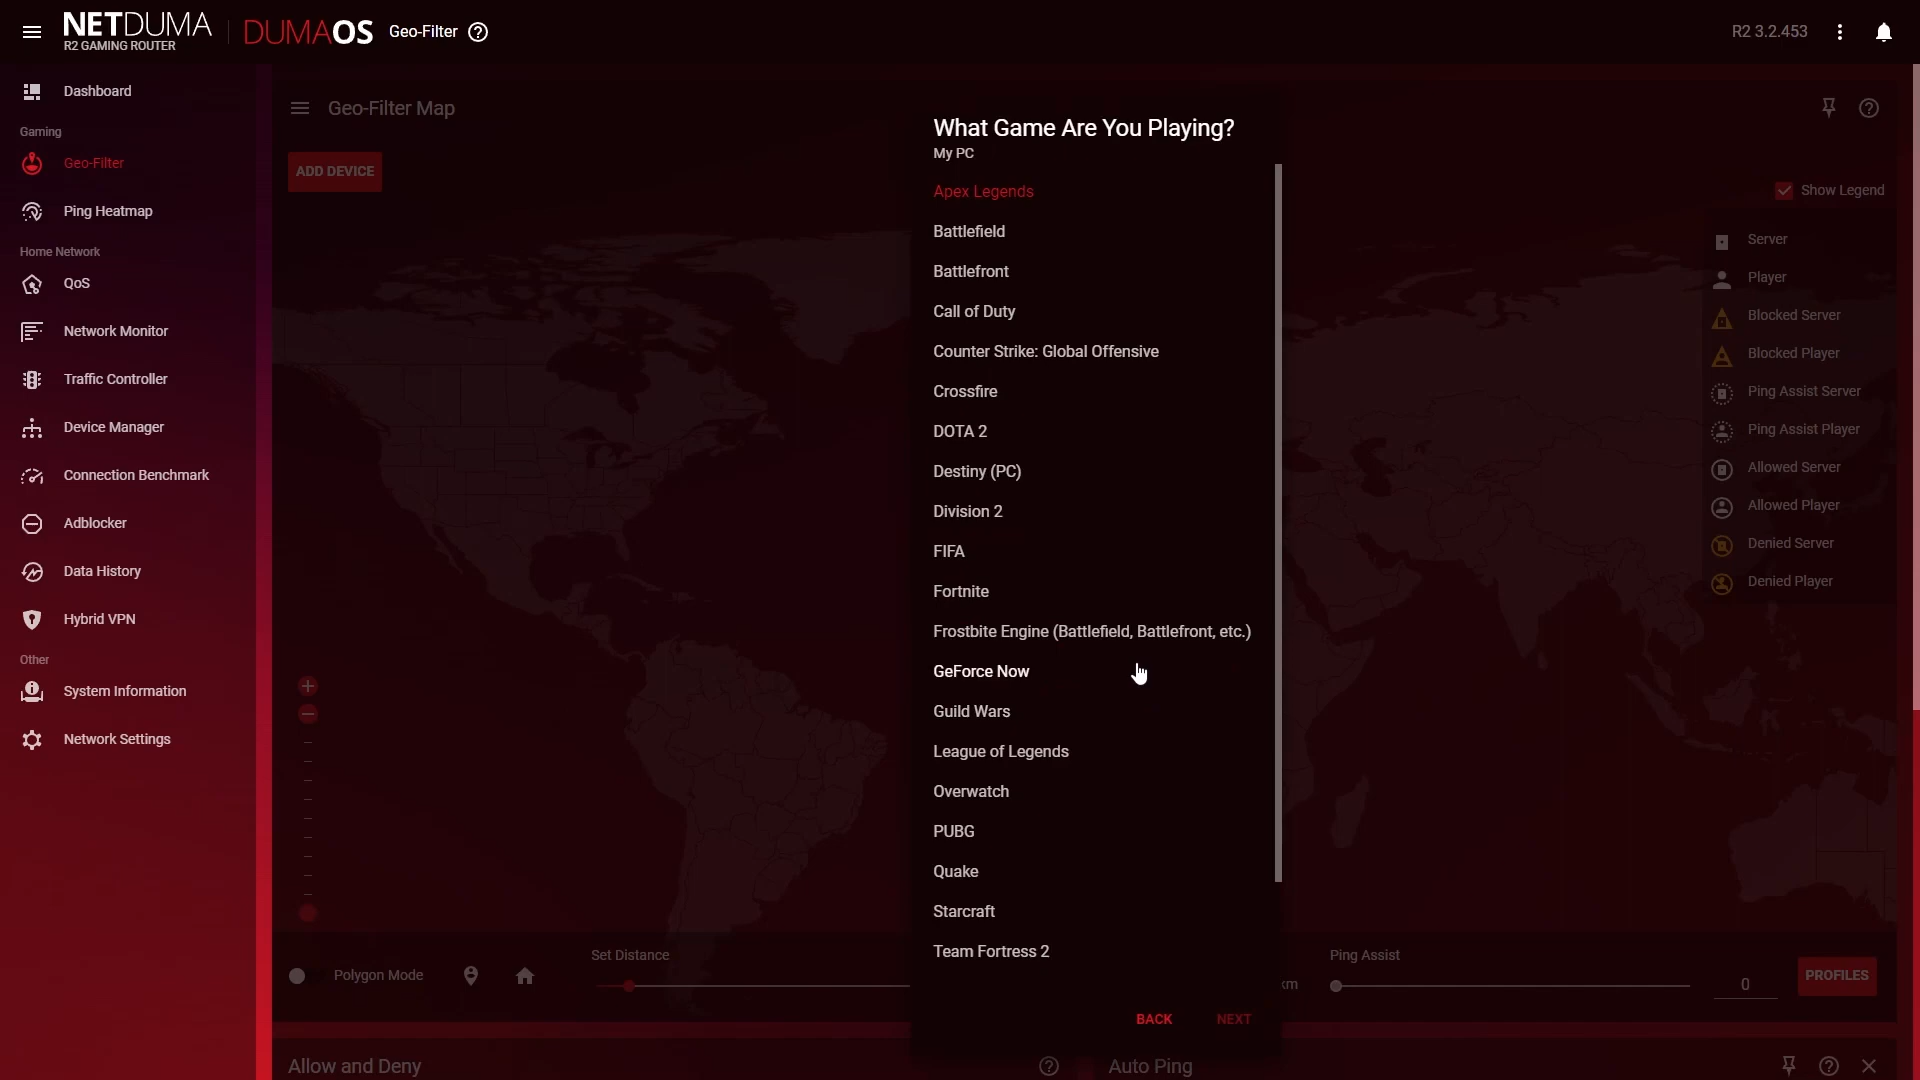 NETDUMA
R2 GAMING ROUTER
DUMAOS
Geo-Filter
R2 3.2.453
Dashboard
Gaming
Geo-Filter
Ping Heatmap
Home Network
QoS
Network Monitor
Traffic Controller
Device Manager
Connection Benchmark
Adblocker
Data History
Hybrid VPN
Other
System Information
Network Settings
Geo-Filter Map
ADD DEVICE
What Game Are You Playing?
My PC
Apex Legends
Battlefield
Battlefront
Call of Duty
Counter Strike: Global Offensive
Crossfire
DOTA 2
Destiny (PC)
Division 2
FIFA
Fortnite
Frostbite Engine (Battlefield, Battlefront, etc.)
GeForce Now
Guild Wars
League of Legends
Overwatch
PUBG
Quake
Starcraft
Team Fortress 2
BACK
NEXT
Show Legend
Server
Player
Blocked Server
Blocked Player
Ping Assist Server
Ping Assist Player
Allowed Server
Allowed Player
Denied Server
Denied Player
Polygon Mode
Set Distance
km
Ping Assist
0
PROFILES
Allow and Deny
Auto Ping